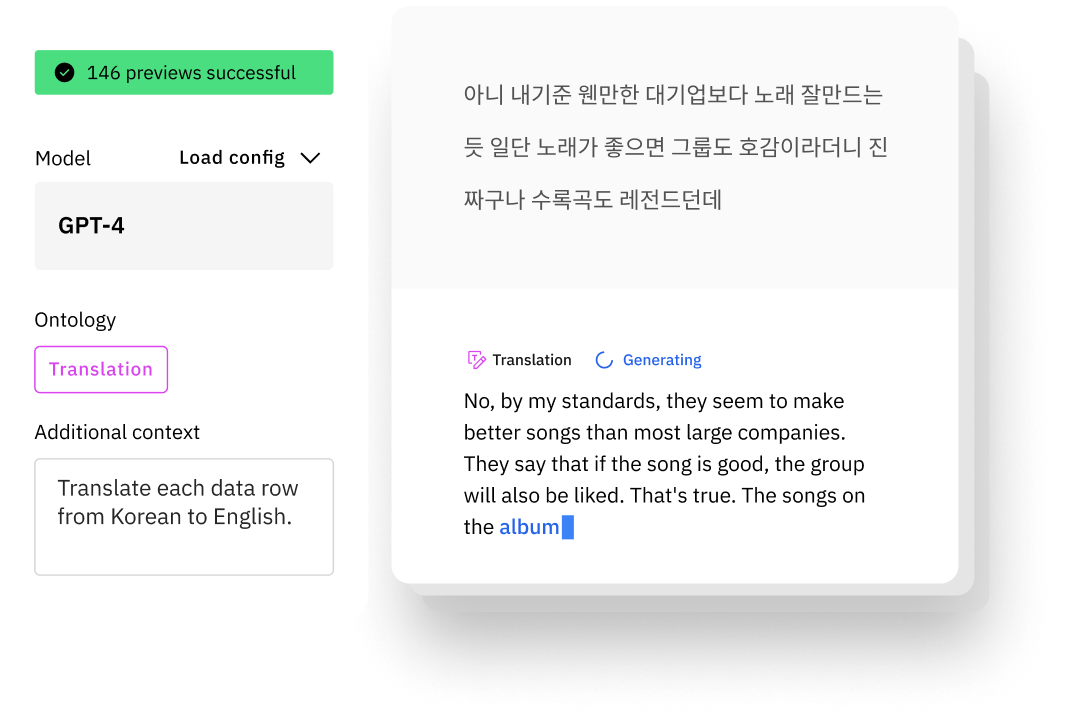 146 previews successful
Model
Load config
GPT-4
Ontology
Translation
Additional context
Translate each data row
from Korean to English.
아니 내기준 웬만한 대기업보다 노래 잘만드는
듯 일단 노래가 좋으면 그룹도 호감이라더니 진
짜구나 수록곡도 레전드던데
Translation
Generating
No, by my standards, they seem to make
better songs than most large companies.
They say that if the song is good, the group
will also be liked. That's true. The songs on
the album